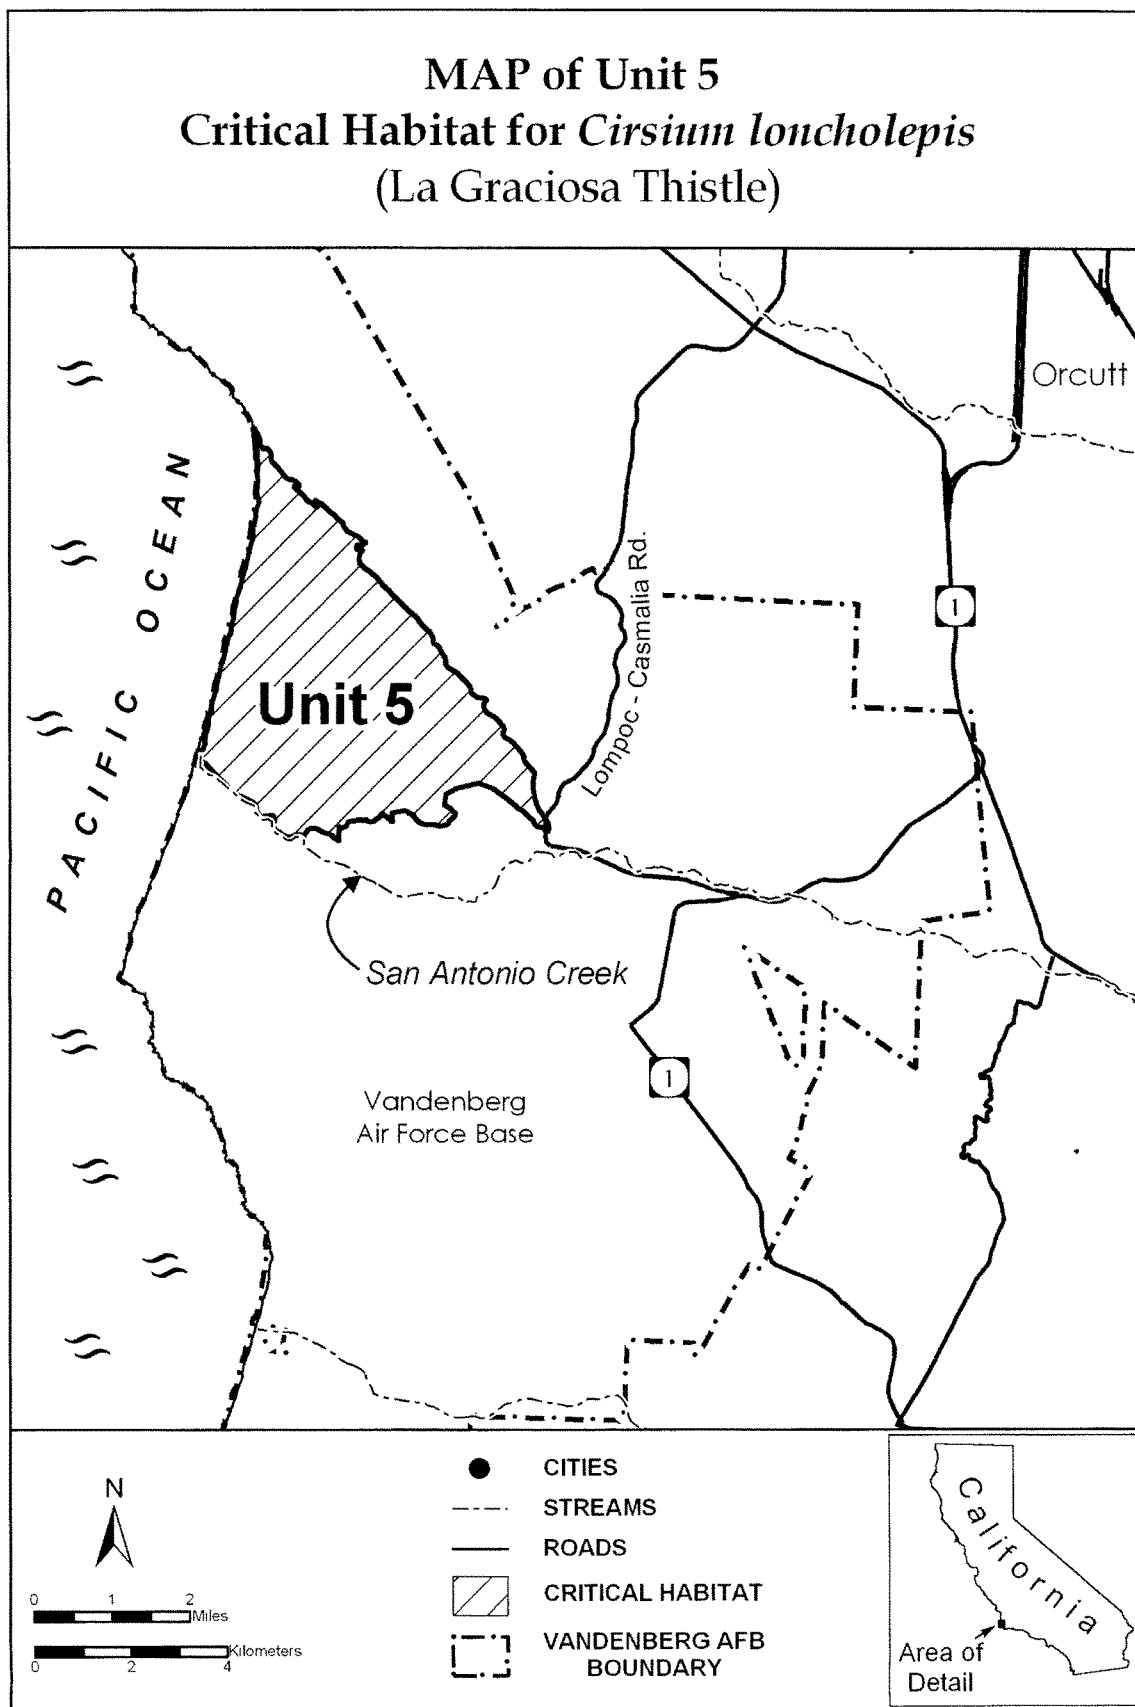 MAP of Unit 5
Critical Habitat for Cirsium loncholepis
(La Graciosa Thistle)
Orcutt
PACIFIC OCEAN
Lompoc - Casmalia Rd.
1
Unit 5
San Antonio Creek
1
Vandenberg
Air Force Base
N
0 1 2
Miles
Kilometers
0 2 4
CITIES
STREAMS
ROADS
CRITICAL HABITAT
VANDENBERG AFB
BOUNDARY
California
Area of
Detail